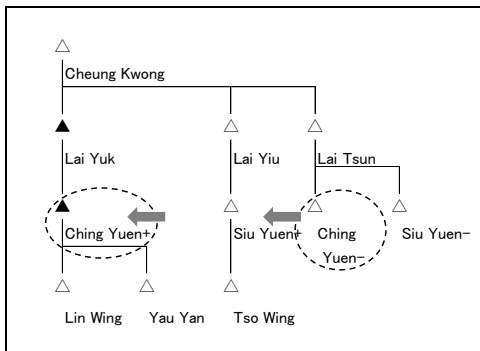 Cheung Kwong
Lai Yuk Lai Yiu Lai Tsun
Ching Yuen+ Siu Yuen+ Ching Siu Yuen-
Yuen-
Lin Wing Yau Yan Tso Wing